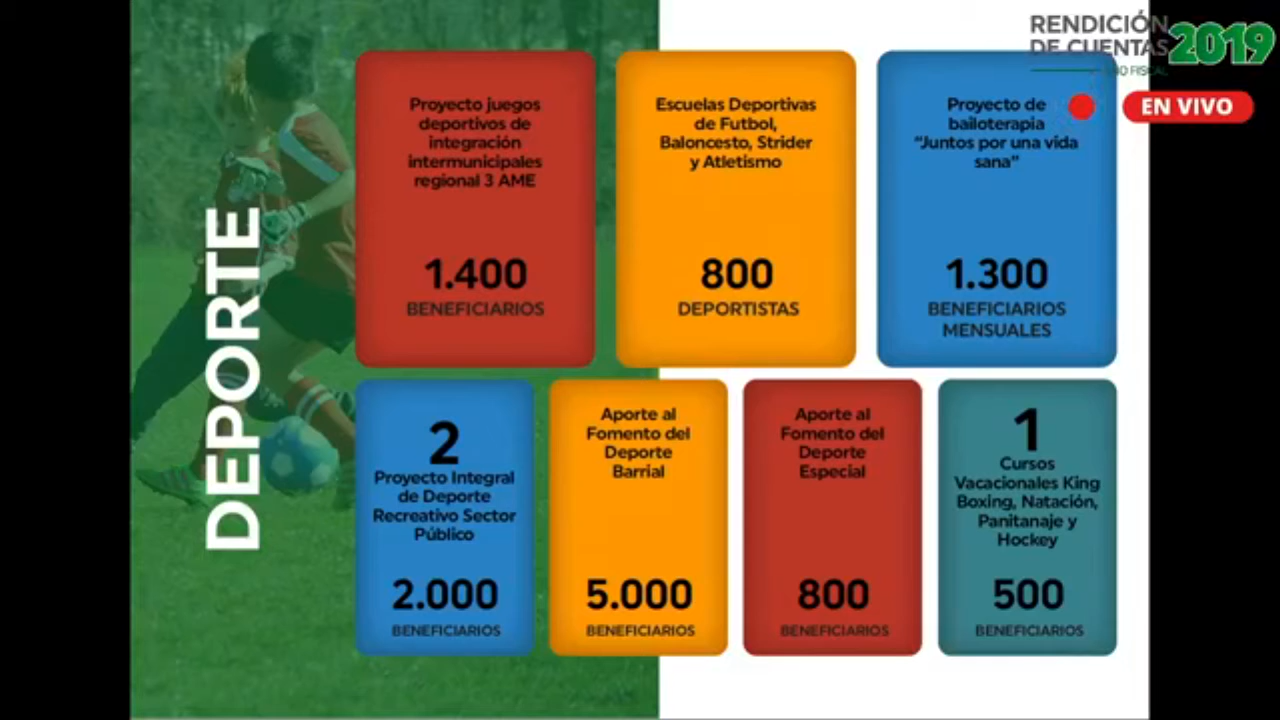 RENDICIÓN
DE CUENTAS 2019
FISCAL
EN VIVO
DEPORTE
Proyecto juegos
deportivos de
integración
intermunicipales
regional 3 AME
1.400
BENEFICIARIOS
Escuelas Deportivas
de Futbol,
Baloncesto, Strider
y Atletismo
800
DEPORTISTAS
Proyecto de
bailoterapia
“Juntos por una vida
sana”
1.300
BENEFICIARIOS
MENSUALES
2
Proyecto Integral
de Deporte
Recreativo Sector
Público
2.000
BENEFICIARIOS
Aporte al
Fomento del
Deporte
Barrial
5.000
BENEFICIARIOS
Aporte al
Fomento del
Deporte
Especial
800
BENEFICIARIOS
1
Cursos
Vacacionales King
Boxing, Natación,
Panitanaje y
Hockey
500
BENEFICIARIOS